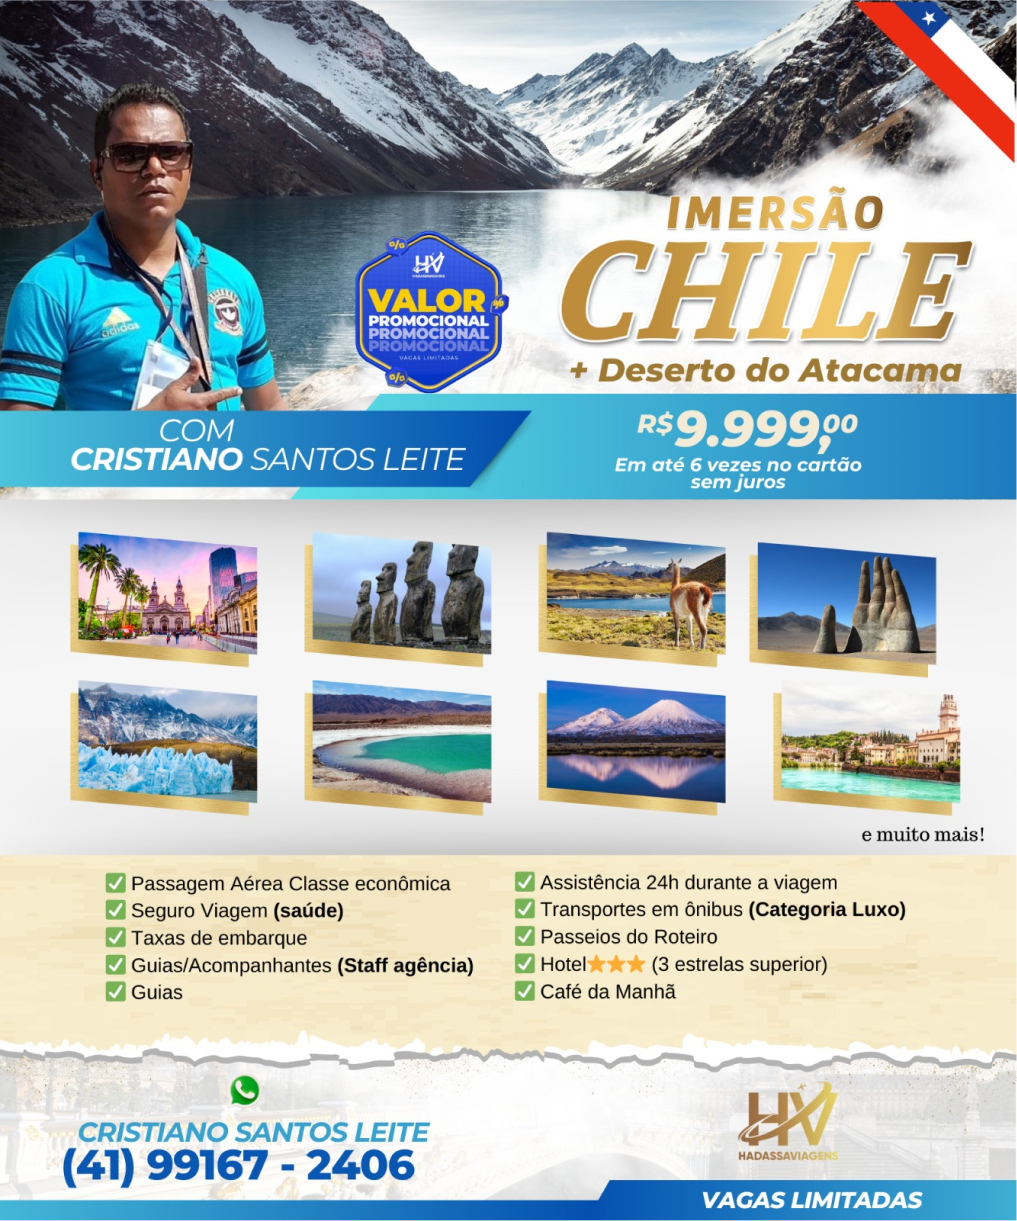 IMERSÃO
CHILE
+ Deserto do Atacama
HV
HADASSAVIAGENS
%
%
%
VALOR
PROMOCIONAL
PROMOCIONAL
PROMOCIONAL
VAGAS LIMITADAS
adidas
COM
CRISTIANO SANTOS LEITE
R$9.999,00
Em até 6 vezes no cartão
sem juros
e muito mais!
Passagem Aérea Classe econômica
Seguro Viagem (saúde)
Taxas de embarque
Guias/Acompanhantes (Staff agência)
Guias
Assistência 24h durante a viagem
Transportes em ônibus (Categoria Luxo)
Passeios do Roteiro
Hotel⭐⭐⭐ (3 estrelas superior)
Café da Manhã
CRISTIANO SANTOS LEITE
(41) 99167 - 2406
HV
HADASSAVIAGENS
VAGAS LIMITADAS